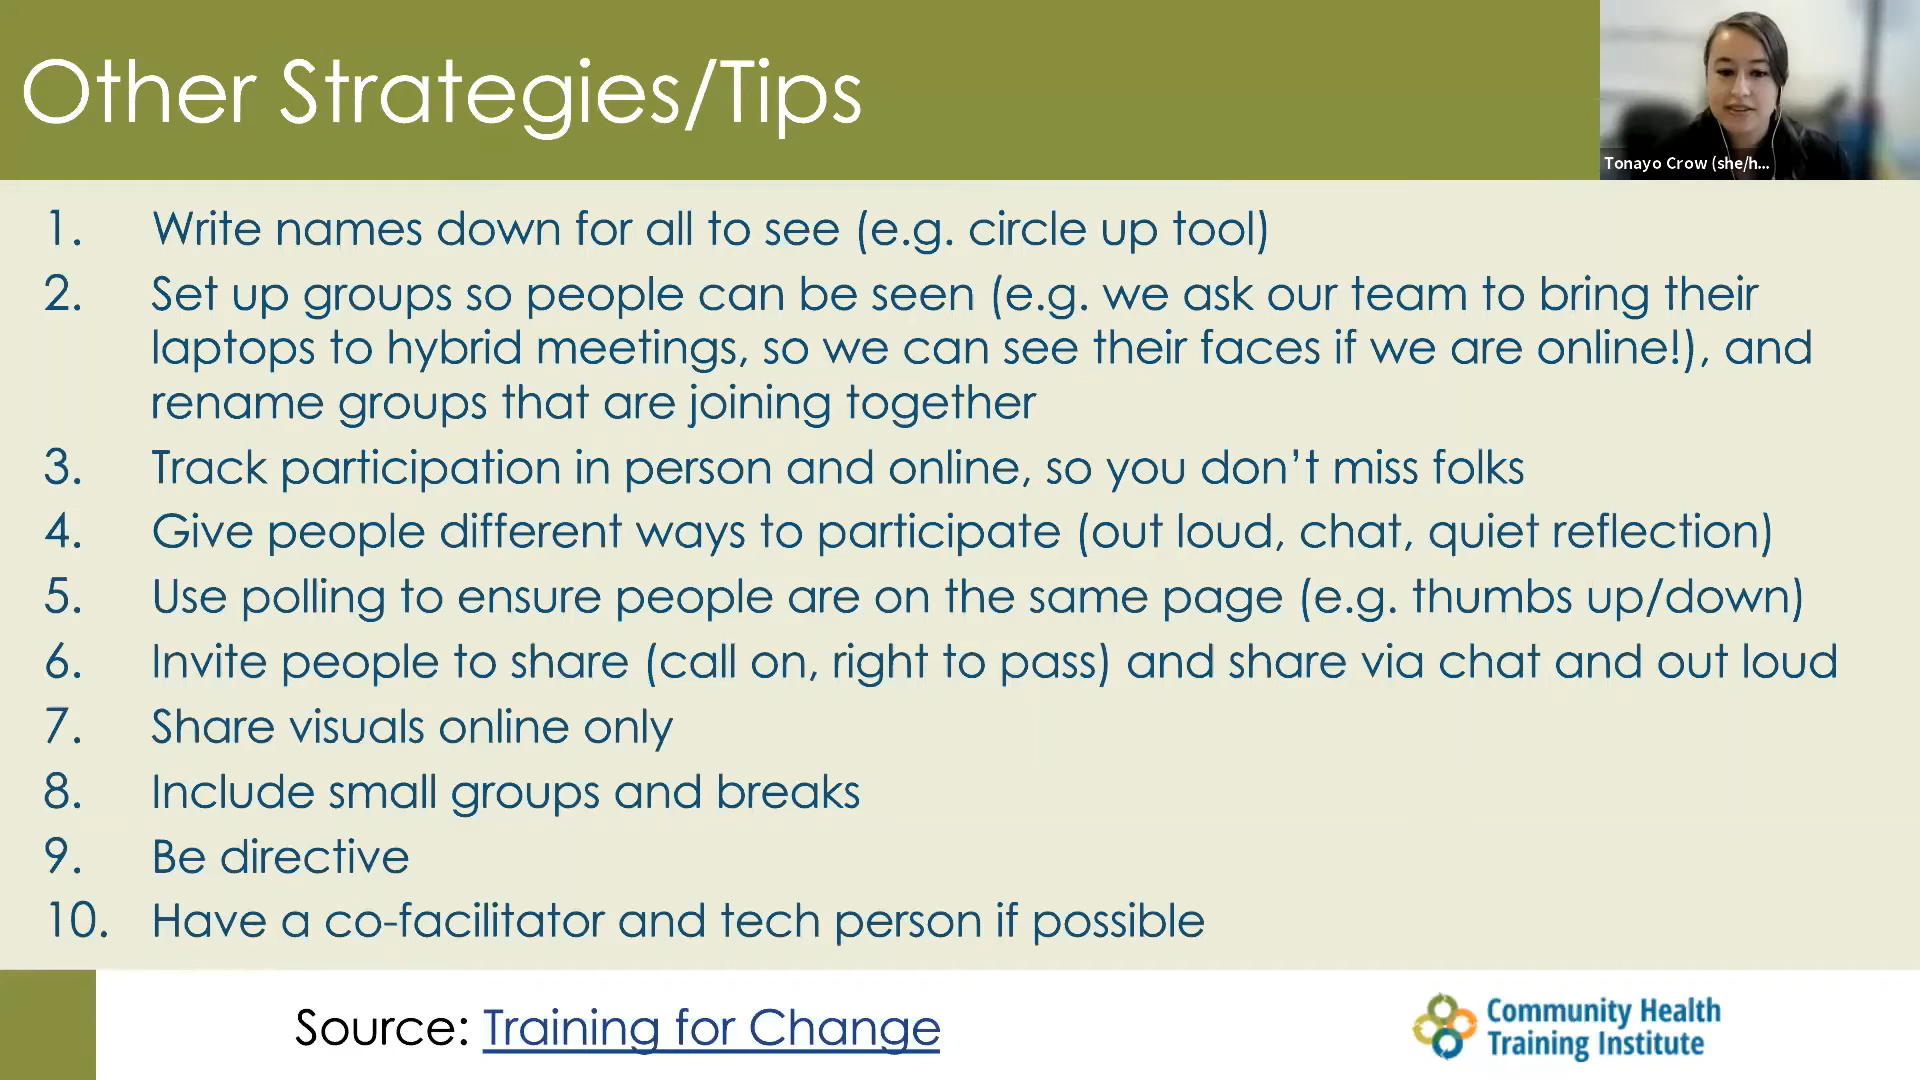 Other Strategies/Tips
Tonayo Crow (she/h...
1. Write names down for all to see (e.g. circle up tool)
2. Set up groups so people can be seen (e.g. we ask our team to bring their
laptops to hybrid meetings, so we can see their faces if we are online!), and
rename groups that are joining together
3. Track participation in person and online, so you don’t miss folks
4. Give people different ways to participate (out loud, chat, quiet reflection)
5. Use polling to ensure people are on the same page (e.g. thumbs up/down)
6. Invite people to share (call on, right to pass) and share via chat and out loud
7. Share visuals online only
8. Include small groups and breaks
9. Be directive
10. Have a co-facilitator and tech person if possible
Source: Training for Change
Community Health
Training Institute